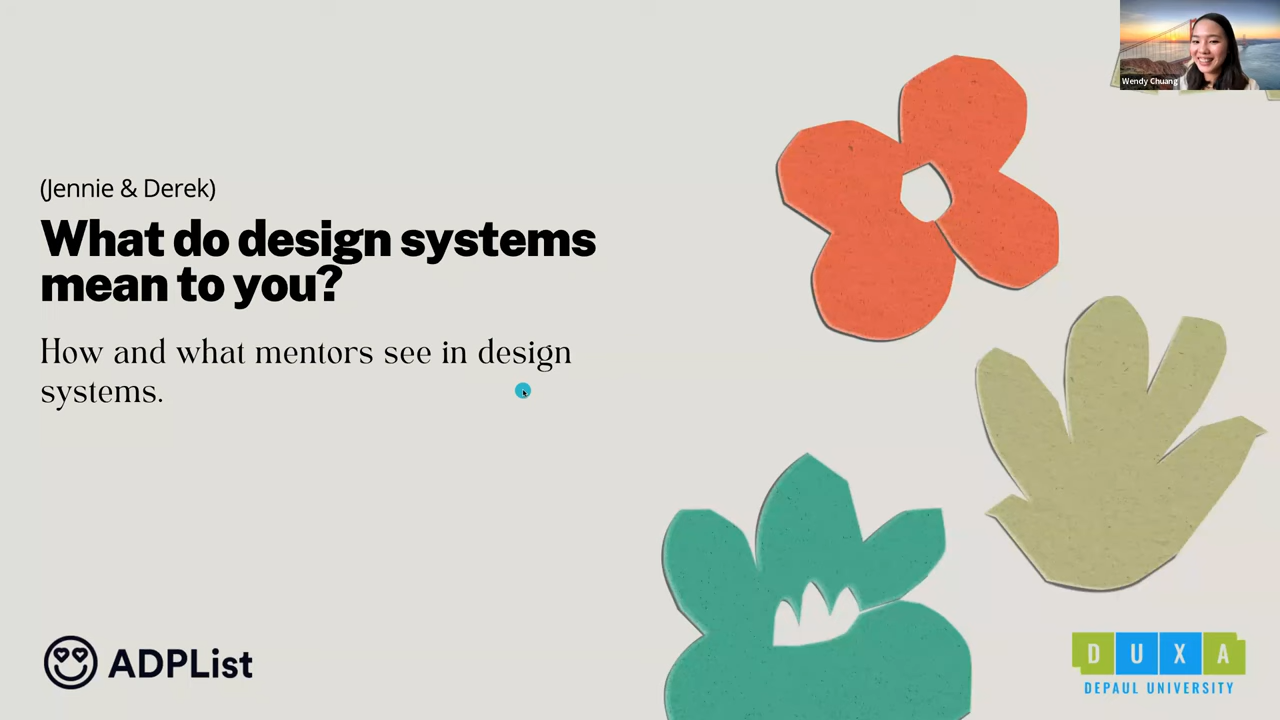 Wendy Chuang
(Jennie & Derek)
What do design systems
mean to you?
How and what mentors see in design
systems.
ADPList
DUXA
DEPAUL UNIVERSITY